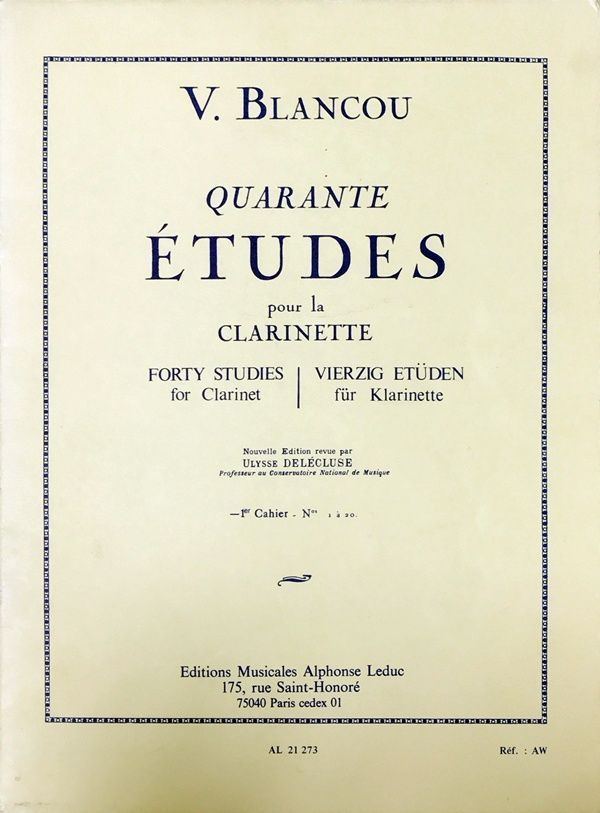 V. BLANCOU
QUARANTE
ÉTUDES
pour la
CLARINETTE
FORTY STUDIES
for Clarinet
VIERZIG ETÜDEN
für Klarinette
Nouvelle Edition revue par
ULYSSE DELÉCLUSE
Professeur au Conservatoire National de Musique
—1er Cahier - Nos 1 à 20.
Editions Musicales Alphonse Leduc
175, rue Saint-Honoré
75040 Paris cedex 01
AL 21 273
Réf. : AW